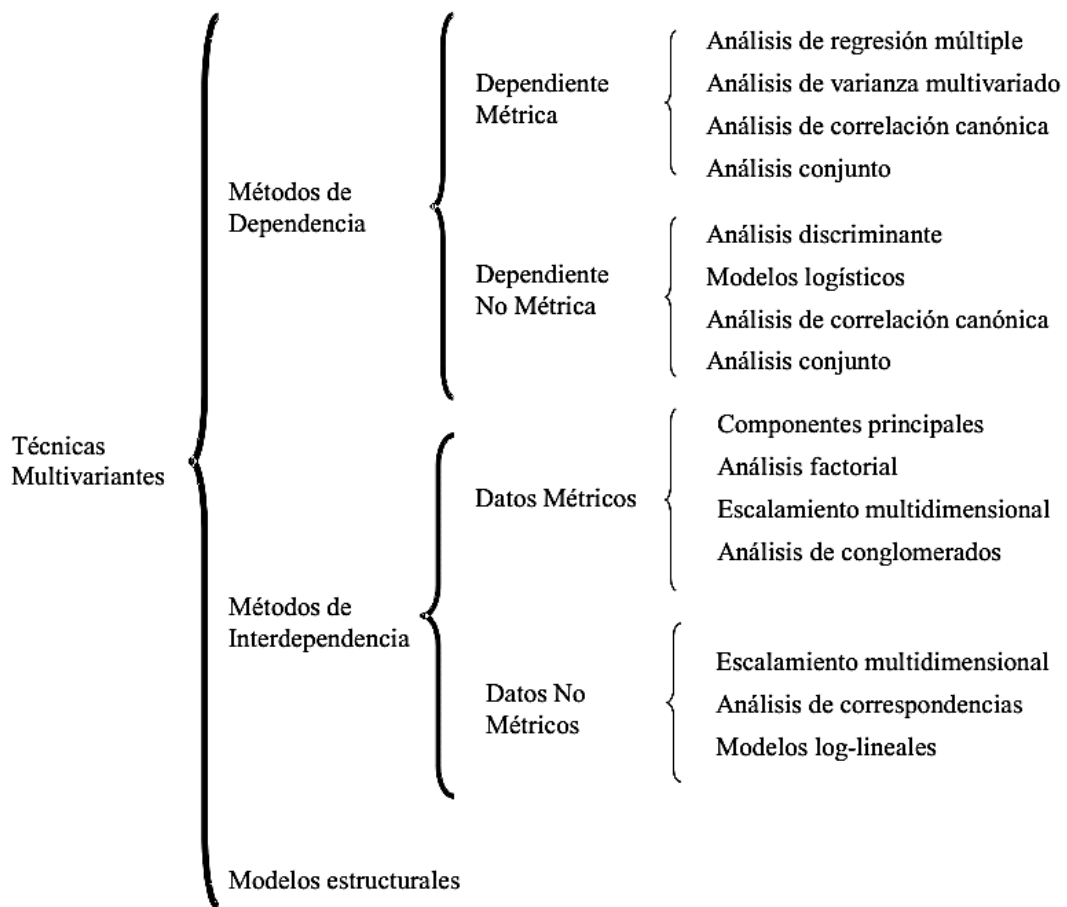 Técnicas
Multivariantes
Métodos de
Dependencia
Dependiente
Métrica
Análisis de regresión múltiple
Análisis de varianza multivariado
Análisis de correlación canónica
Análisis conjunto
Dependiente
No Métrica
Análisis discriminante
Modelos logísticos
Análisis de correlación canónica
Análisis conjunto
Métodos de
Interdependencia
Datos Métricos
Componentes principales
Análisis factorial
Escalamiento multidimensional
Análisis de conglomerados
Datos No
Métricos
Escalamiento multidimensional
Análisis de correspondencias
Modelos log-lineales
Modelos estructurales